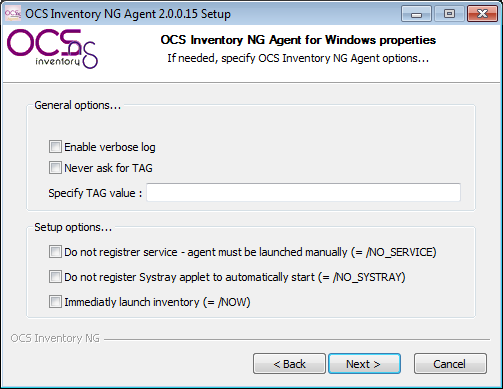 OCS Inventory NG Agent 2.0.0.15 Setup
OCSng
inventory
OCS Inventory NG Agent for Windows properties
If needed, specify OCS Inventory NG Agent options...
General options...
Enable verbose log
Never ask for TAG
Specify TAG value :
Setup options...
Do not registrer service - agent must be launched manually (= /NO_SERVICE)
Do not register Systray applet to automatically start (= /NO_SYSTRAY)
Immediatly launch inventory (= /NOW)
OCS Inventory NG
< Back
Next >
Cancel